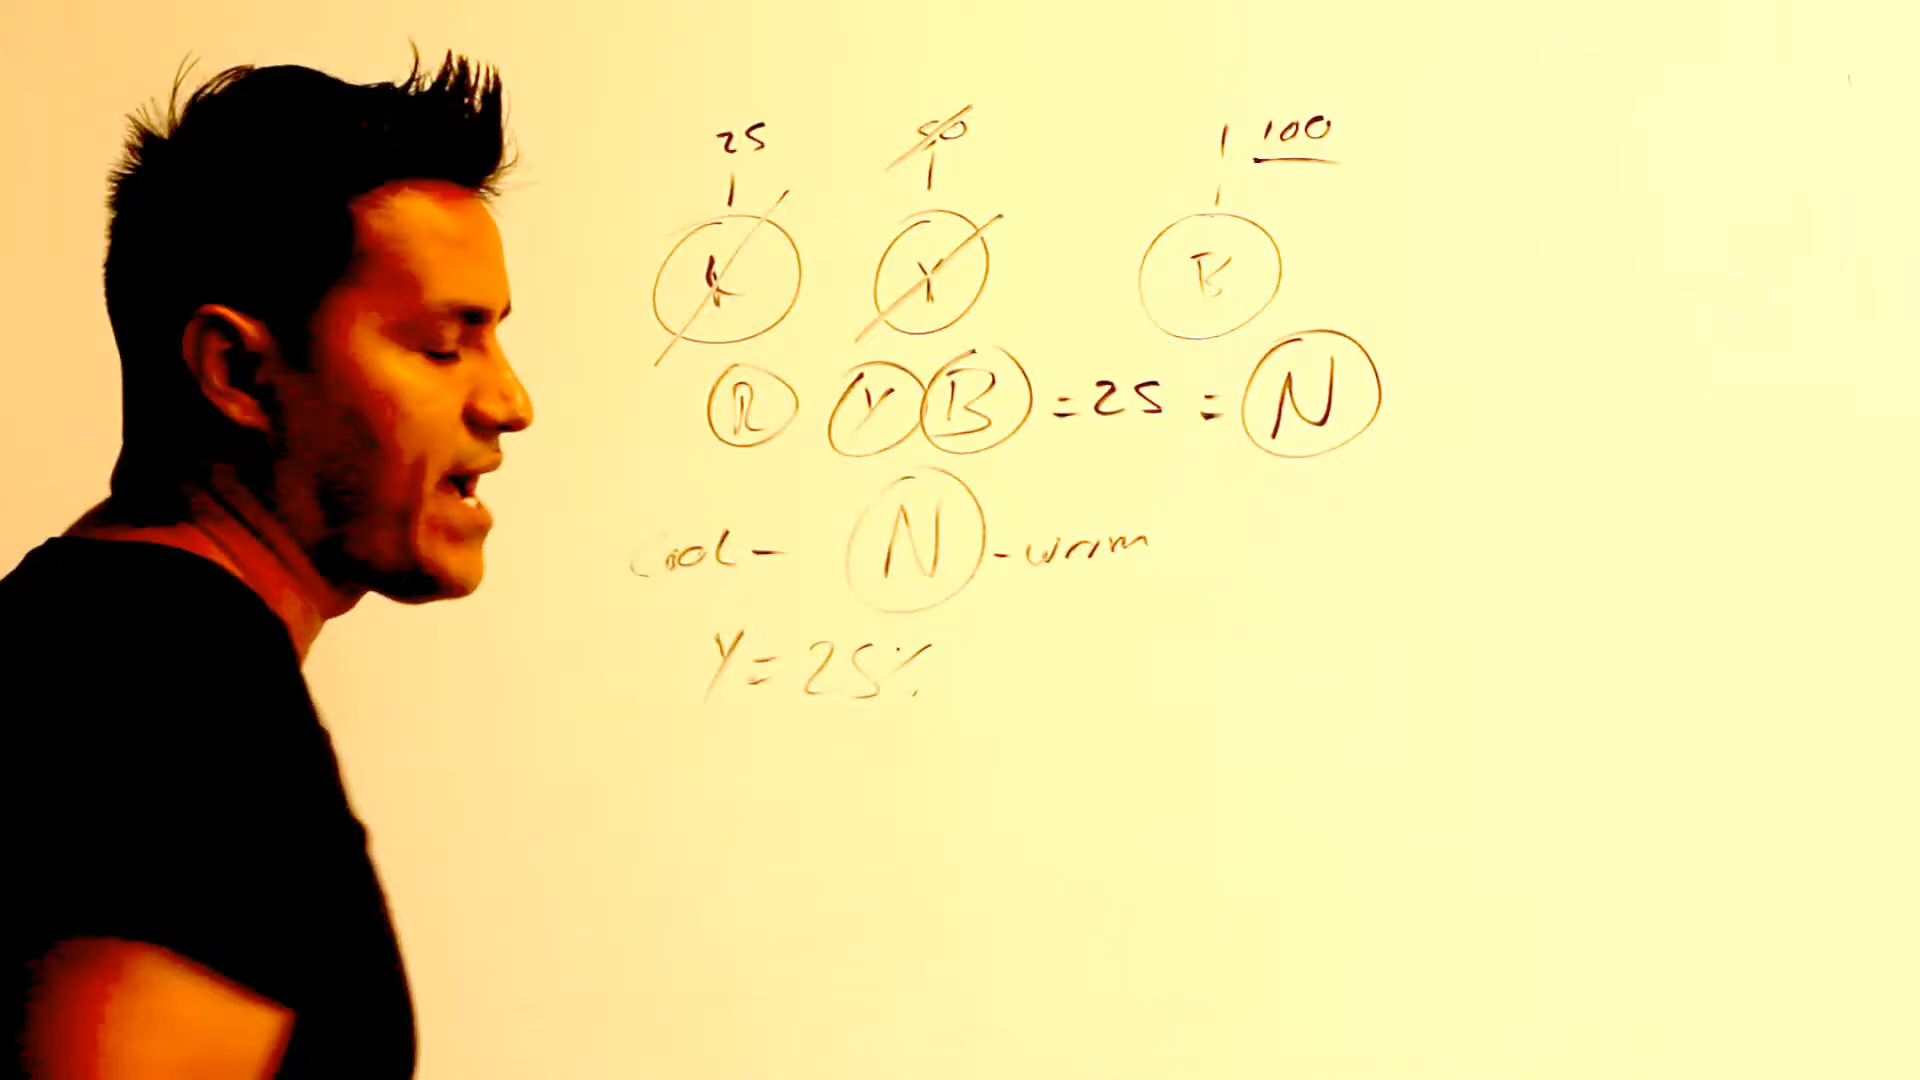 25 50 100
R Y B
R Y B = 25 = N
cool - N - warm
Y = 25%